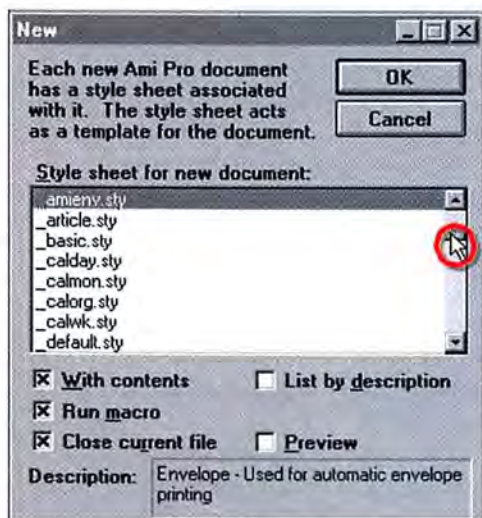 New
Each new Ami Pro document
has a style sheet associated
with it. The style sheet acts
as a template for the document.
OK
Cancel
Style sheet for new document:
_amienv.sty
_article.sty
_basic.sty
_calday.sty
_calmon.sty
_calorg.sty
_calwk.sty
_default.sty
With contents
List by description
Run macro
Close current file
Preview
Description:
Envelope - Used for automatic envelope
printing